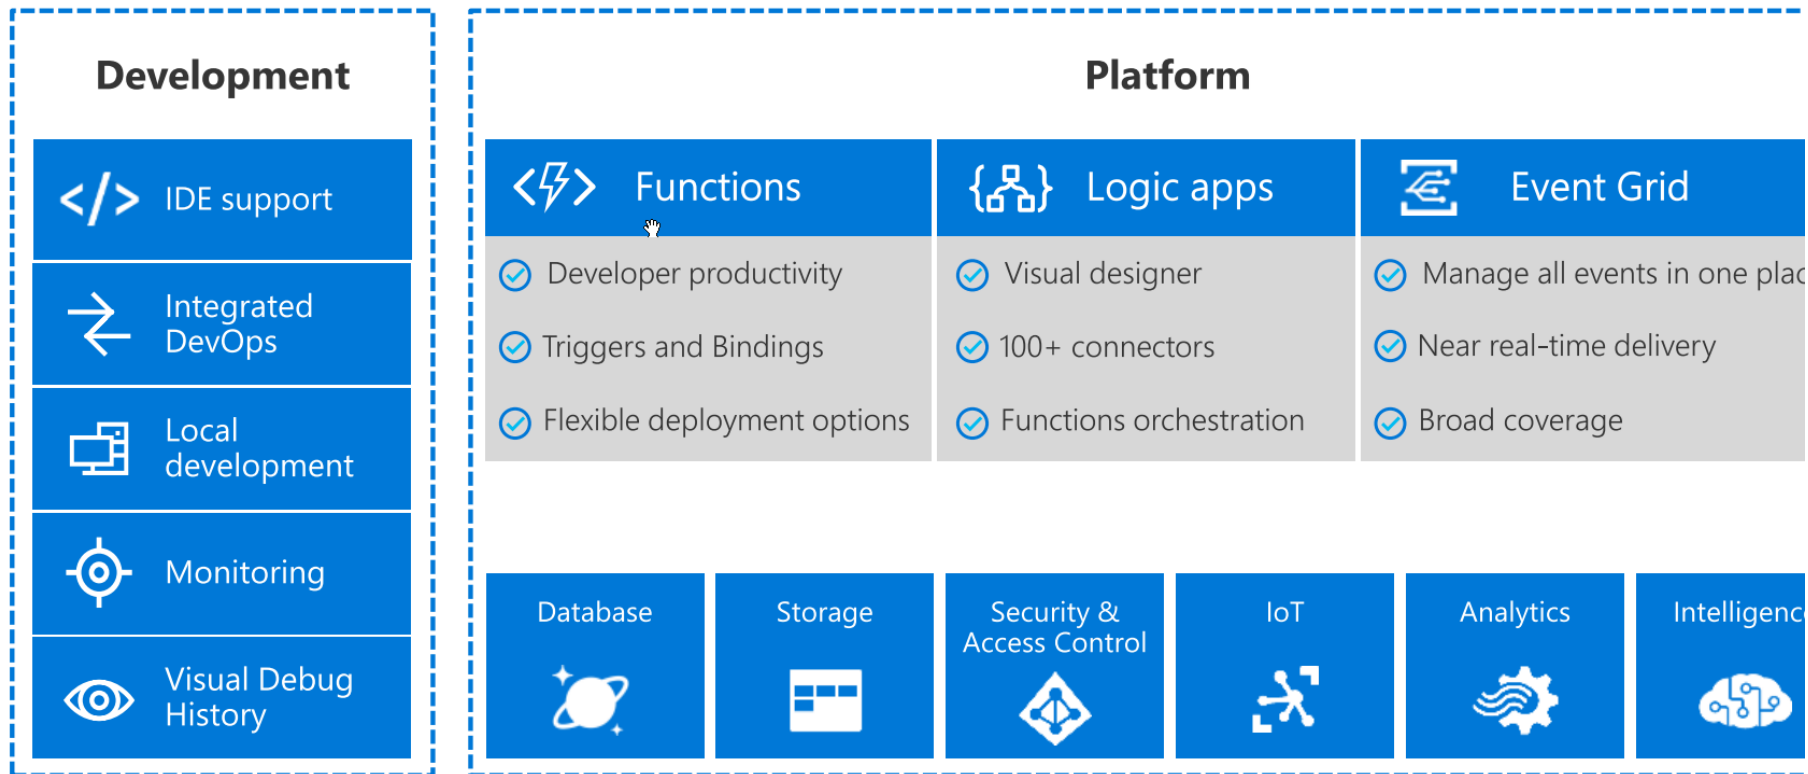 Development
IDE support
Integrated
DevOps
Local
development
Monitoring
Visual Debug
History
Platform
Functions
Developer productivity
Triggers and Bindings
Flexible deployment options
Logic apps
Visual designer
100+ connectors
Functions orchestration
Event Grid
Manage all events in one plac
Near real-time delivery
Broad coverage
Database
Storage
Security &
Access Control
IoT
Analytics
Intelligenc